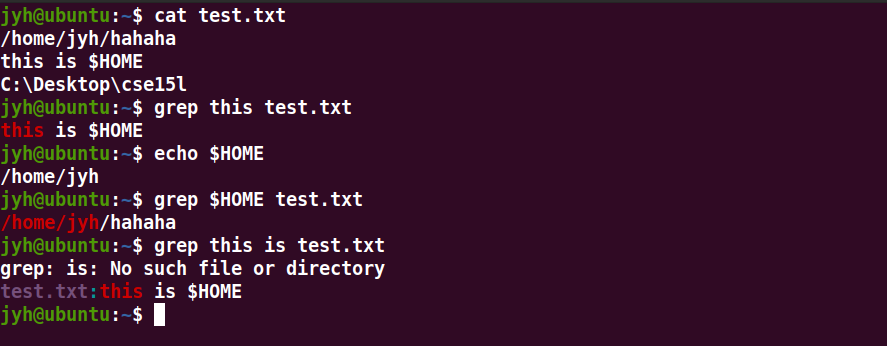 jyh@ubuntu:~$ cat test.txt
/home/jyh/hahaha
this is $HOME
C:\Desktop\cse15l
jyh@ubuntu:~$ grep this test.txt
this is $HOME
jyh@ubuntu:~$ echo $HOME
/home/jyh
jyh@ubuntu:~$ grep $HOME test.txt
/home/jyh/hahaha
jyh@ubuntu:~$ grep this is test.txt
grep: is: No such file or directory
test.txt:this is $HOME
jyh@ubuntu:~$